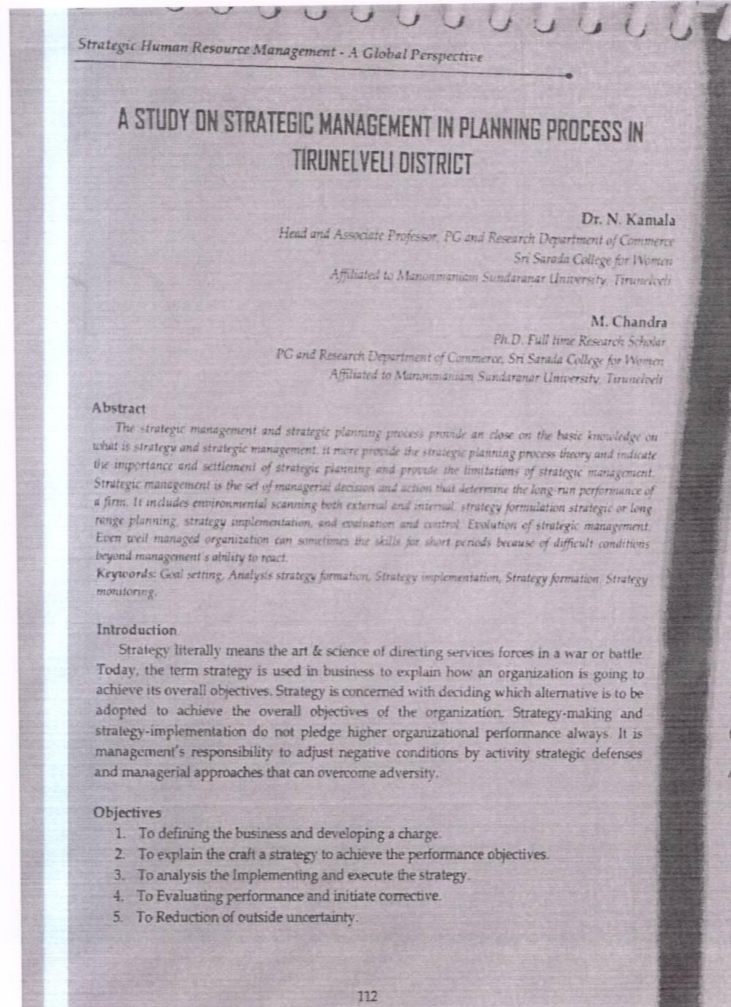 Strategic Human Resource Management - A Global Perspective
A STUDY ON STRATEGIC MANAGEMENT IN PLANNING PROCESS IN
TIRUNELVELI DISTRICT
Dr. N. Kamala
Head and Associate Professor, PG and Research Department of Commerce
Sri Sarada College for Women
Affiliated to Manonmaniam Sundaranar University, Tirunelveli
M. Chandra
Ph.D. Full time Research Scholar
PG and Research Department of Commerce, Sri Sarada College for Women
Affiliated to Manonmaniam Sundaranar University, Tirunelveli
Abstract
The strategic management and strategic planning process provide an close on the basic knowledge on
what is strategy and strategic management. it more provide the strategic planning process theory and indicate
the importance and settlement of strategic planning and provide the limitations of strategic management.
Strategic management is the set of managerial decision and action that determine the long-run performance of
a firm. It includes environmental scanning both external and internal, strategy formulation strategic or long
range planning, strategy implementation, and evaluation and control. Evolution of strategic management.
Even well managed organization can sometimes the skills for short periods because of difficult conditions
beyond management's ability to react.
Keywords: Goal setting, Analysis strategy formation, Strategy implementation, Strategy formation, Strategy
monitoring.
Introduction
Strategy literally means the art & science of directing services forces in a war or battle
Today, the term strategy is used in business to explain how an organization is going to
achieve its overall objectives. Strategy is concerned with deciding which alternative is to be
adopted to achieve the overall objectives of the organization. Strategy-making and
strategy-implementation do not pledge higher organizational performance always. It is
management's responsibility to adjust negative conditions by activity strategic defenses
and managerial approaches that can overcome adversity.
Objectives
1. To defining the business and developing a charge.
2. To explain the craft a strategy to achieve the performance objectives.
3. To analysis the Implementing and execute the strategy.
4. To Evaluating performance and initiate corrective.
5. To Reduction of outside uncertainty.
112